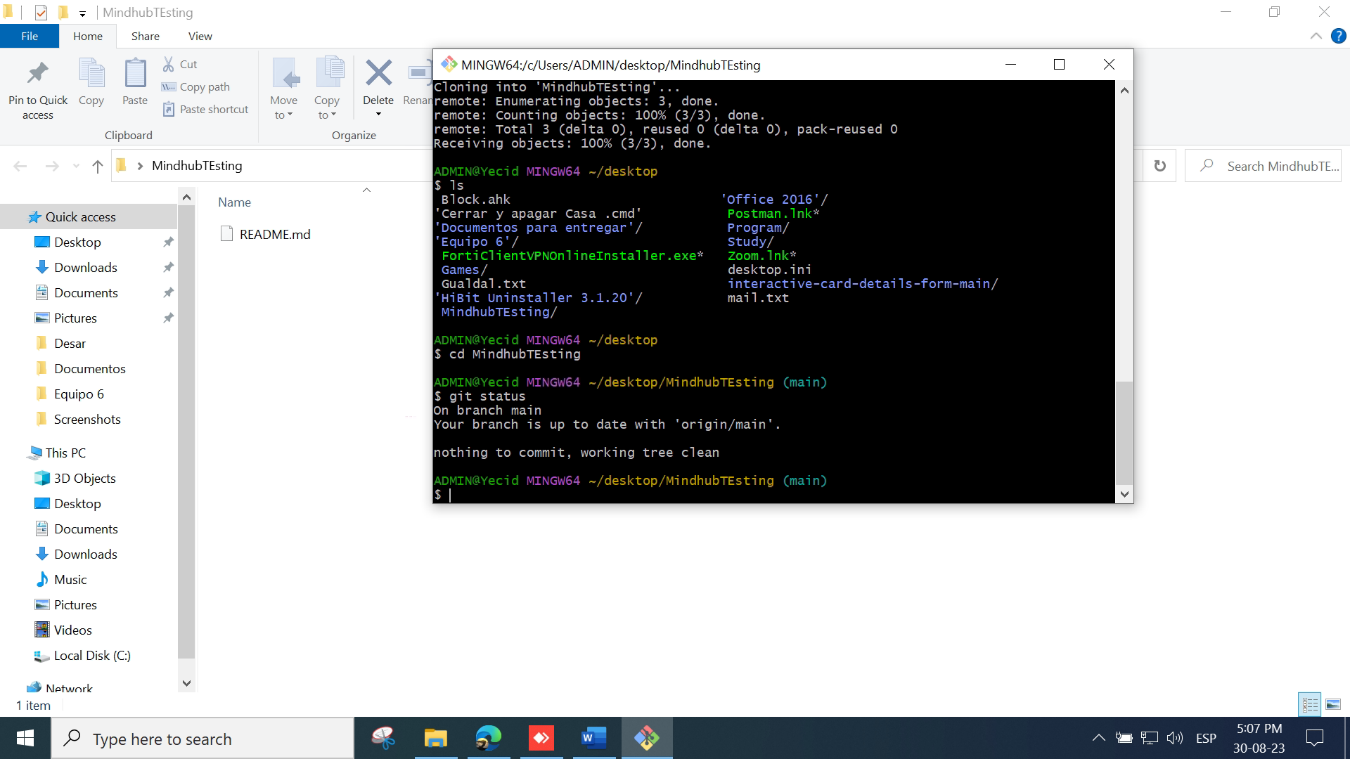 MindhubTEsting
File
Home
Share
View
Pin to Quick access
Copy
Paste
Cut
Copy path
Paste shortcut
Clipboard
Move to
Copy to
Delete
Renam
Organize
MindhubTEsting
Search MindhubTE...
Name
README.md
Quick access
Desktop
Downloads
Documents
Pictures
Desar
Documentos
Equipo 6
Screenshots
This PC
3D Objects
Desktop
Documents
Downloads
Music
Pictures
Videos
Local Disk (C:)
Network
1 item
MINGW64:/c/Users/ADMIN/desktop/MindhubTEsting
Cloning into 'MindhubTEsting'...
remote: Enumerating objects: 3, done.
remote: Counting objects: 100% (3/3), done.
remote: Total 3 (delta 0), reused 0 (delta 0), pack-reused 0
Receiving objects: 100% (3/3), done.
ADMIN@Yecid MINGW64 ~/desktop
$ ls
Block.ahk 'Office 2016'/
'Cerrar y apagar Casa .cmd' Postman.lnk*
'Documentos para entregar'/ Program/
'Equipo 6'/ Study/
FortiClientVPNOnlineInstaller.exe* Zoom.lnk*
Games/ desktop.ini
Gualdal.txt interactive-card-details-form-main/
'HiBit Uninstaller 3.1.20'/ mail.txt
MindhubTEsting/
ADMIN@Yecid MINGW64 ~/desktop
$ cd MindhubTEsting
ADMIN@Yecid MINGW64 ~/desktop/MindhubTEsting (main)
$ git status
On branch main
Your branch is up to date with 'origin/main'.
nothing to commit, working tree clean
ADMIN@Yecid MINGW64 ~/desktop/MindhubTEsting (main)
$
Type here to search
W
ESP
5:07 PM
30-08-23